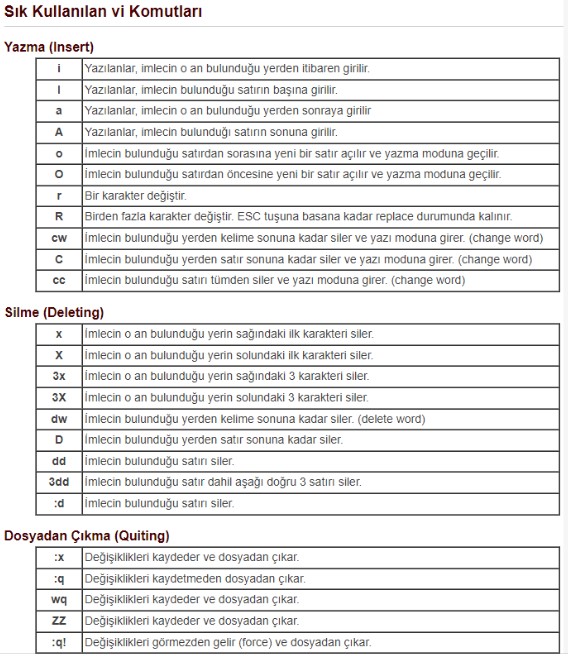 Sık Kullanılan vi Komutları
Yazma (Insert)
i Yazılanlar, imlecin o an bulunduğu yerden itibaren girilir.
I Yazılanlar, imlecin bulunduğu satırın başına girilir.
a Yazılanlar, imlecin o an bulunduğu yerden sonraya girilir
A Yazılanlar, imlecin bulunduğı satırın sonuna girilir.
o İmlecin bulunduğu satırdan sorasına yeni bir satır açılır ve yazma moduna geçilir.
O İmlecin bulunduğu satırdan öncesine yeni bir satır açılır ve yazma moduna geçilir.
r Bir karakter değiştir.
R Birden fazla karakter değiştir. ESC tuşuna basana kadar replace durumunda kalınır.
cw İmlecin bulunduğu yerden kelime sonuna kadar siler ve yazı moduna girer. (change word)
C İmlecin bulunduğu yerden satır sonuna kadar siler ve yazı moduna girer. (change word)
cc İmlecin bulunduğu satırı tümden siler ve yazı moduna girer. (change word)
Silme (Deleting)
x İmlecin o an bulunduğu yerin sağındaki ilk karakteri siler.
X İmlecin o an bulunduğu yerin solundaki ilk karakteri siler.
3x İmlecin o an bulunduğu yerin sağındaki 3 karakteri siler.
3X İmlecin o an bulunduğu yerin solundaki 3 karakteri siler.
dw İmlecin bulunduğu yerden kelime sonuna kadar siler. (delete word)
D İmlecin bulunduğu yerden satır sonuna kadar siler.
dd İmlecin bulunduğu satırı siler.
3dd İmlecin bulunduğu satır dahil aşağı doğru 3 satırı siler.
:d İmlecin bulunduğu satırı siler.
Dosyadan Çıkma (Quiting)
:x Değişiklikleri kaydeder ve dosyadan çıkar.
:q Değişiklikleri kaydetmeden dosyadan çıkar.
wq Değişiklikleri kaydeder ve dosyadan çıkar.
ZZ Değişiklikleri kaydeder ve dosyadan çıkar.
:q! Değişiklikleri görmezden gelir (force) ve dosyadan çıkar.